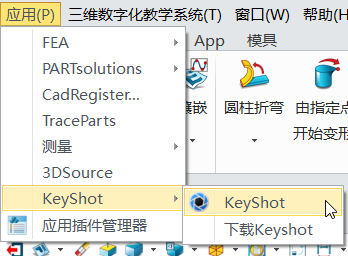 应用(P) 三维数字化教学系统(T) 窗口(W) 帮助(H
App 模具
FEA
PARTsolutions
CadRegister...
TraceParts
测量
3DSource
KeyShot
应用插件管理器
镶嵌
圆柱折弯
由指定点
开始变形
KeyShot
下载Keyshot